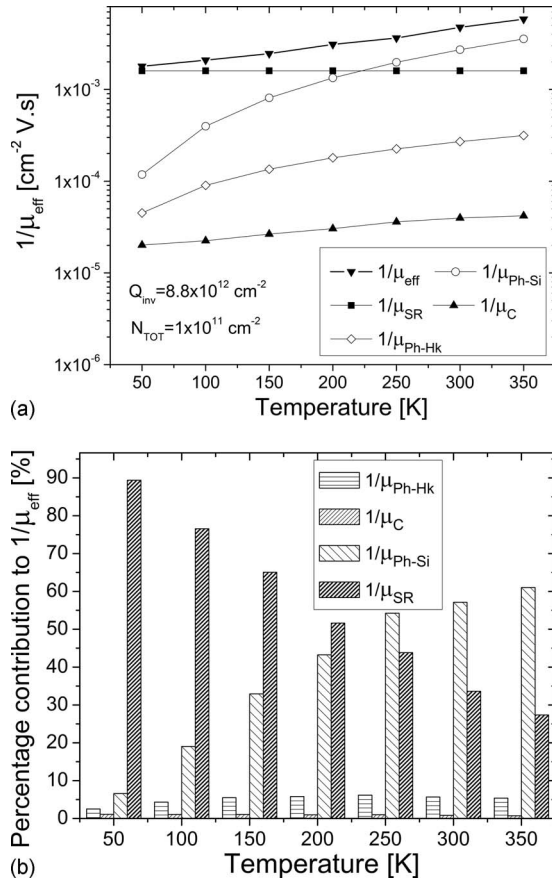 1x10⁻³
1x10⁻⁴
1x10⁻⁵
1x10⁻⁶
1/μeff [cm⁻² V.s]
Qinv=8.8x10¹² cm⁻²
NTOT=1x10¹¹ cm⁻²
1/μeff
1/μPh-Si
1/μSR
1/μC
1/μPh-Hk
50 100 150 200 250 300 350
Temperature [K]
(a)
90
80
70
60
50
40
30
20
10
0
Percentage contribution to 1/μeff [%]
1/μPh-Hk
1/μC
1/μPh-Si
1/μSR
50 100 150 200 250 300 350
Temperature [K]
(b)